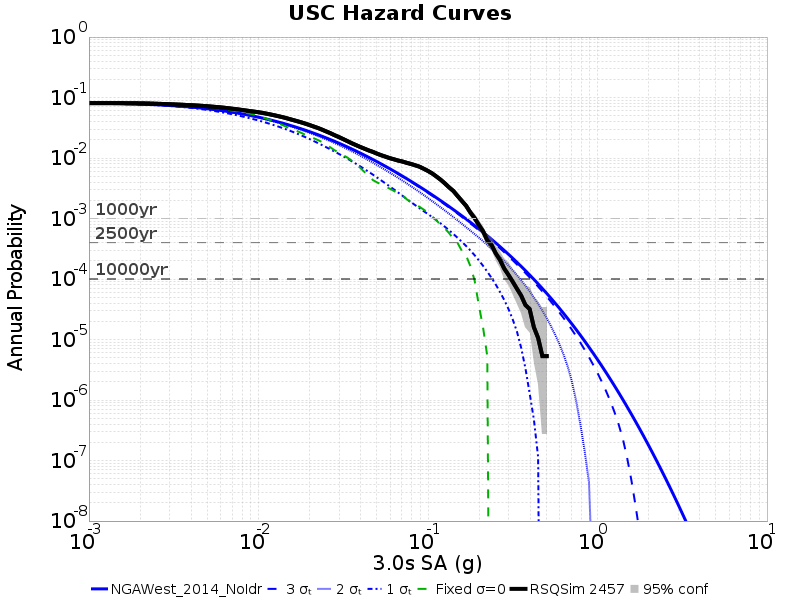 USC Hazard Curves
10^0
10^-1
10^-2
10^-3
10^-4
10^-5
10^-6
10^-7
10^-8
Annual Probability
1000yr
2500yr
10000yr
10^-3 10^-2 10^-1 10^0 10^1
3.0s SA (g)
NGAWest_2014_NoIdr 3 σₜ 2 σₜ 1 σₜ Fixed σ=0 RSQSim 2457 95% conf